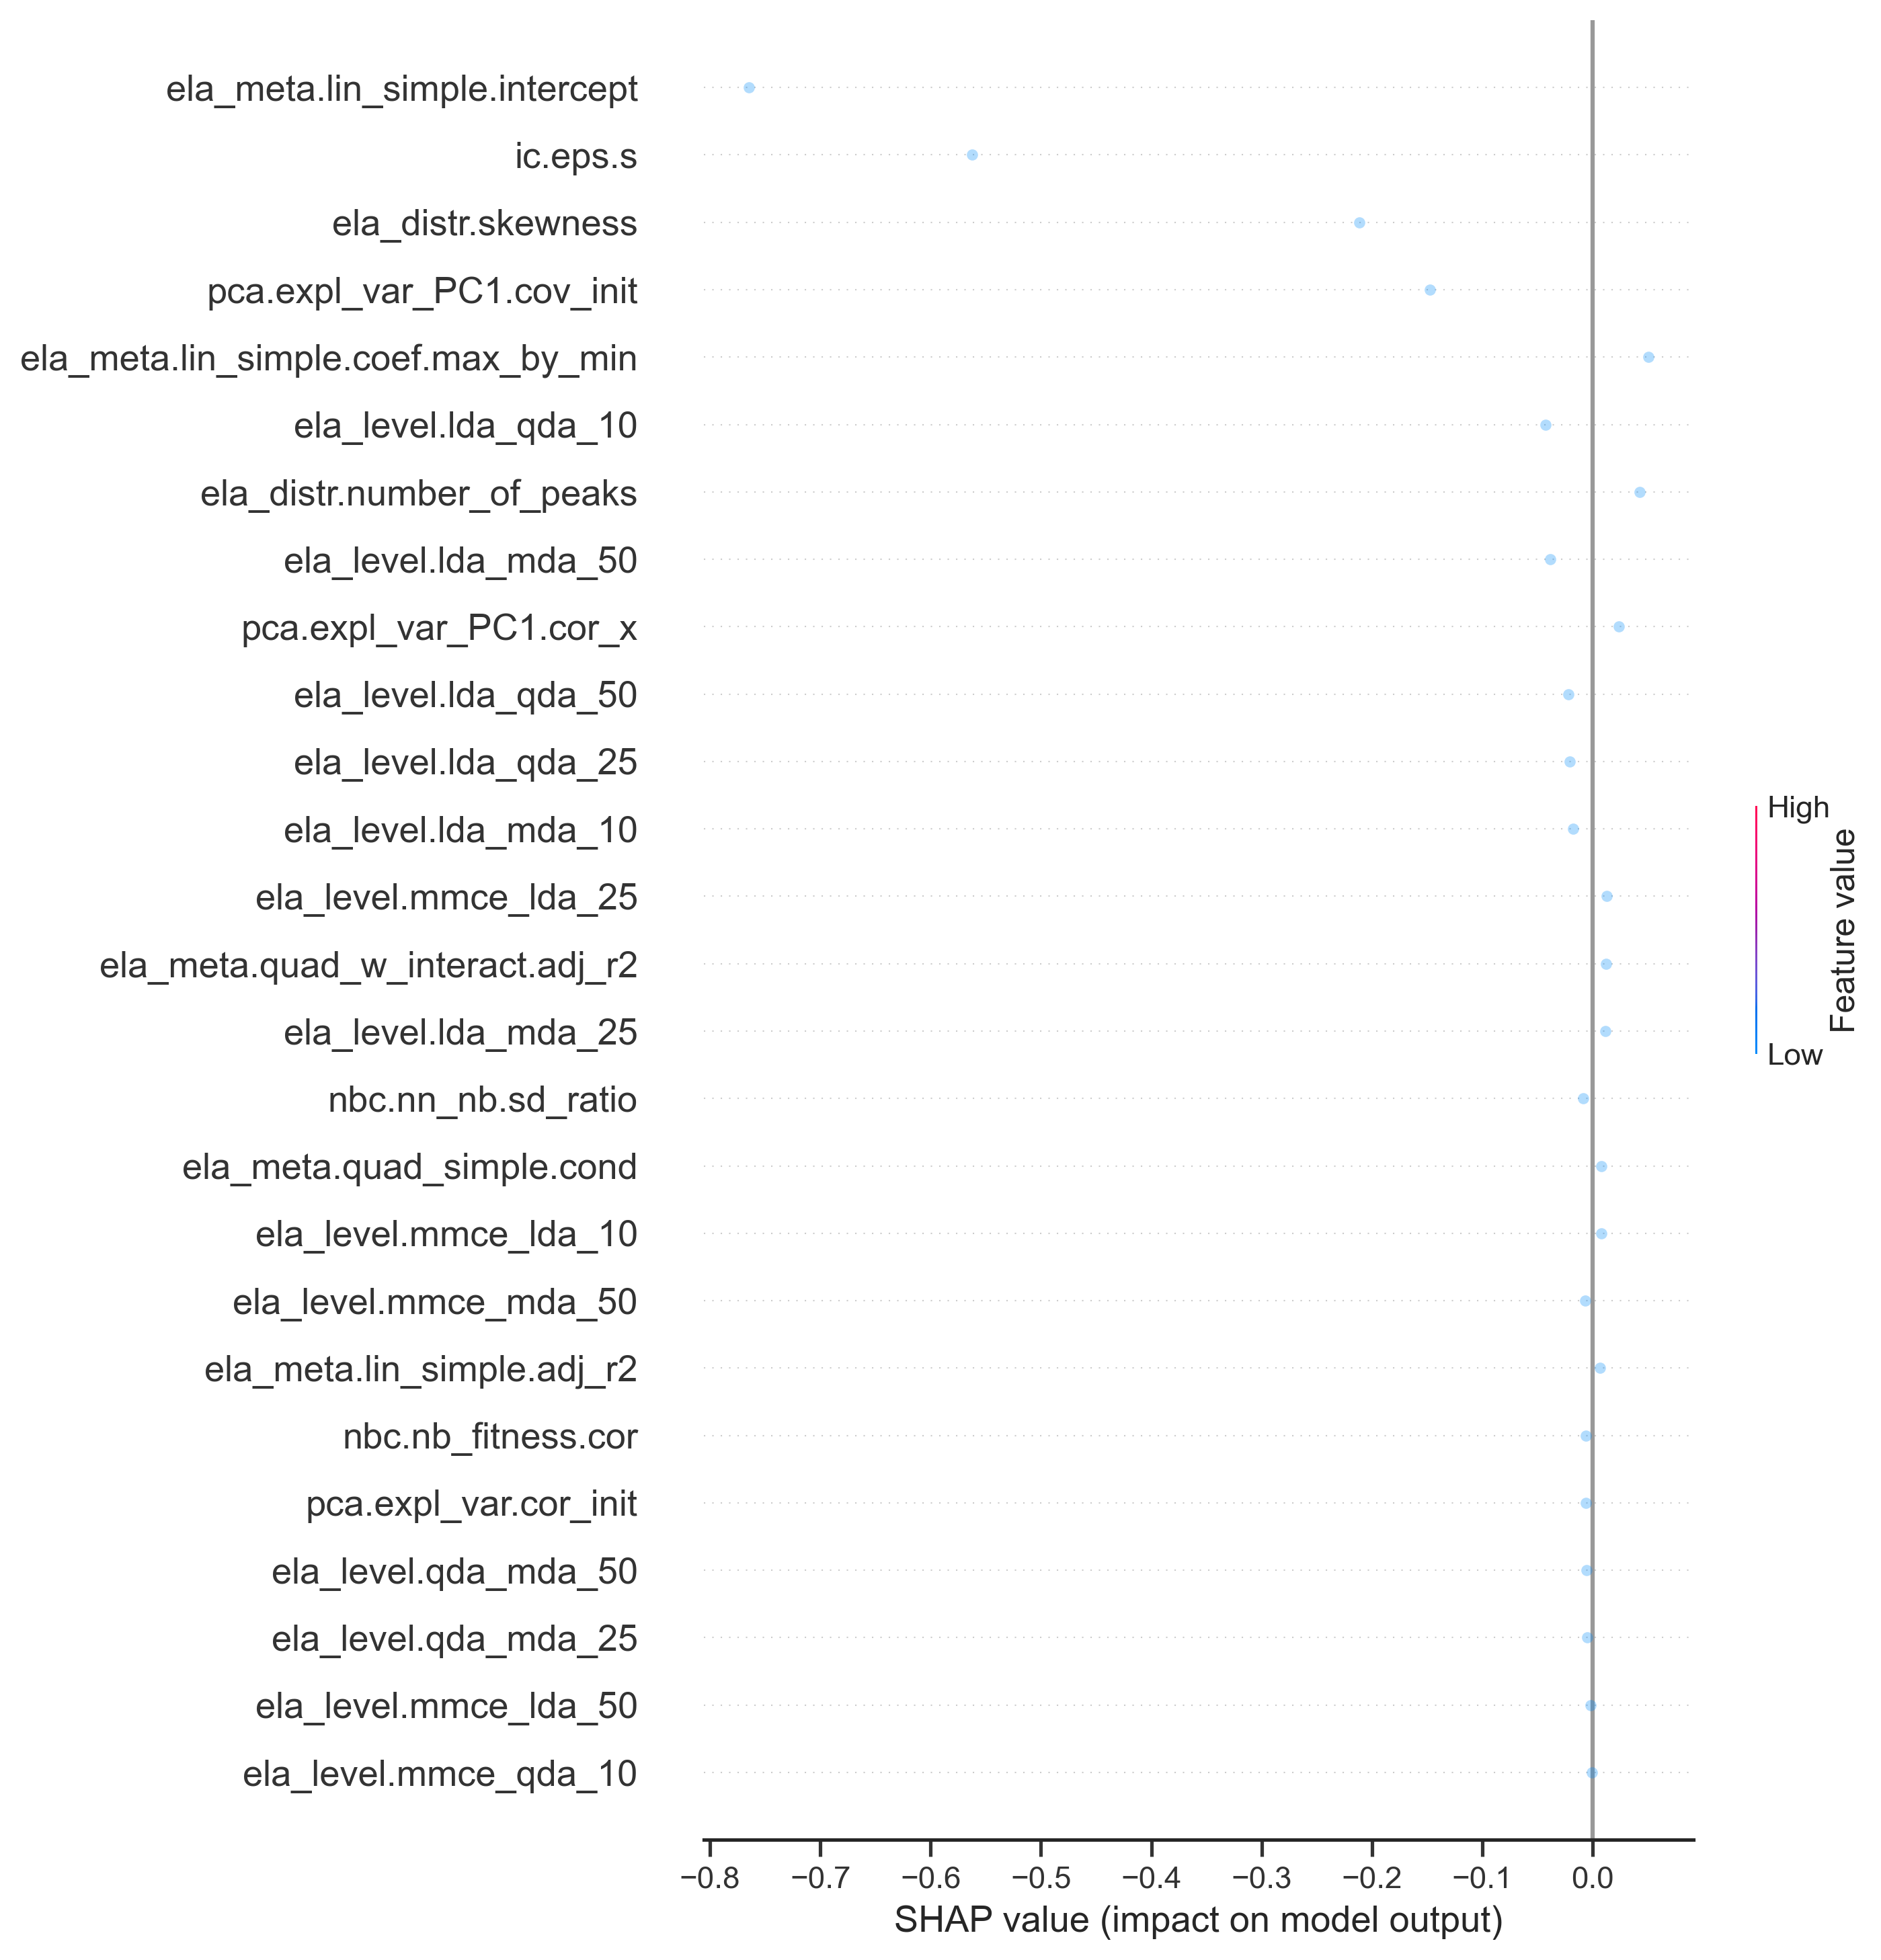 ela_meta.lin_simple.intercept
ic.eps.s
ela_distr.skewness
pca.expl_var_PC1.cov_init
ela_meta.lin_simple.coef.max_by_min
ela_level.lda_qda_10
ela_distr.number_of_peaks
ela_level.lda_mda_50
pca.expl_var_PC1.cor_x
ela_level.lda_qda_50
ela_level.lda_qda_25
ela_level.lda_mda_10
ela_level.mmce_lda_25
ela_meta.quad_w_interact.adj_r2
ela_level.lda_mda_25
nbc.nn_nb.sd_ratio
ela_meta.quad_simple.cond
ela_level.mmce_lda_10
ela_level.mmce_mda_50
ela_meta.lin_simple.adj_r2
nbc.nb_fitness.cor
pca.expl_var.cor_init
ela_level.qda_mda_50
ela_level.qda_mda_25
ela_level.mmce_lda_50
ela_level.mmce_qda_10
−0.8 −0.7 −0.6 −0.5 −0.4 −0.3 −0.2 −0.1 0.0
SHAP value (impact on model output)
High
Feature value
Low